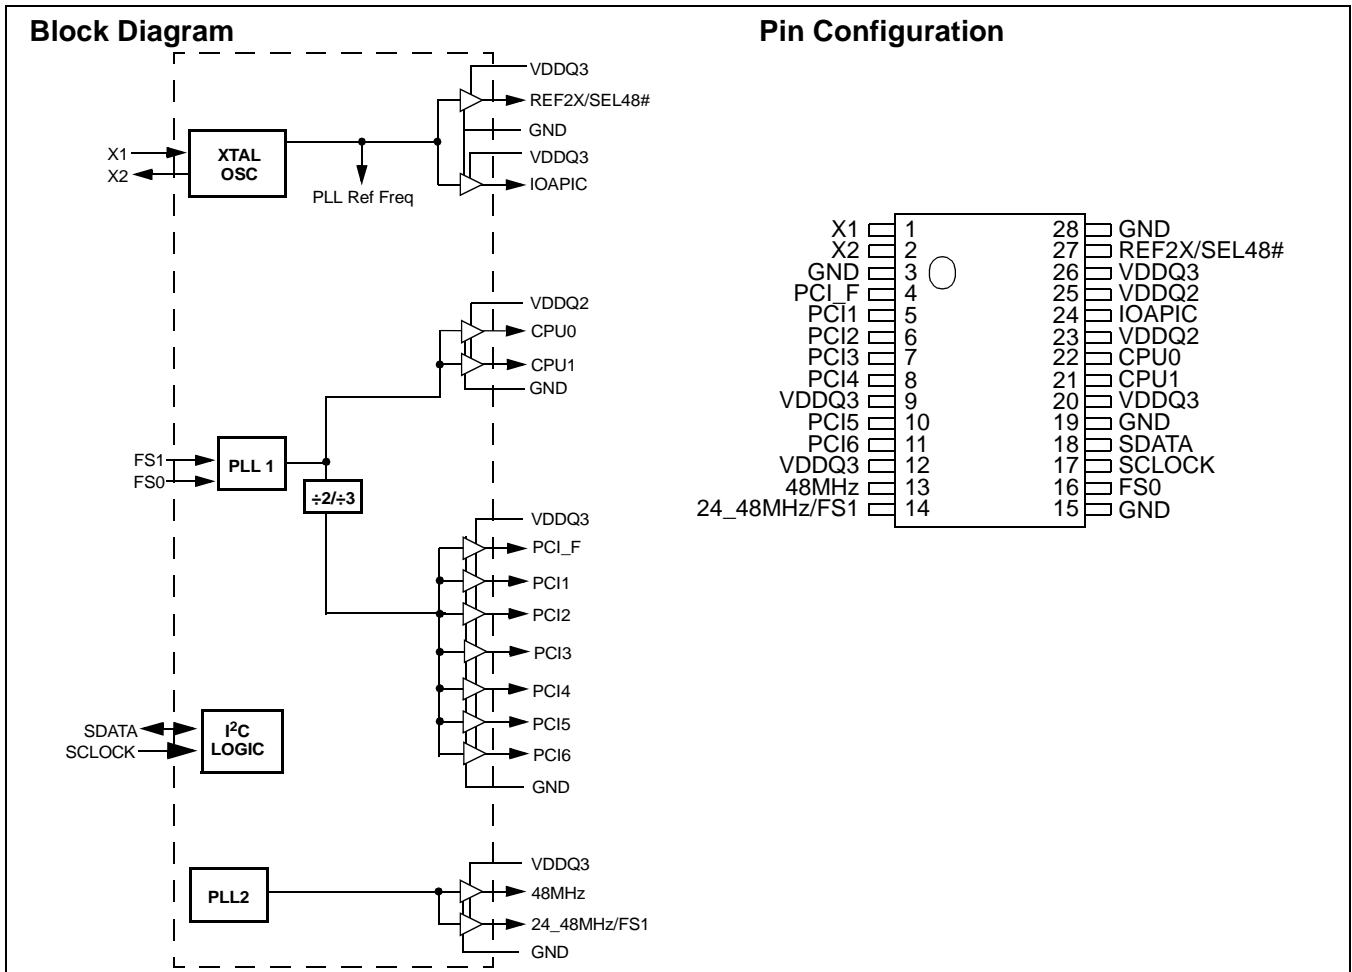 Block Diagram
VDDQ3
REF2X/SEL48#
GND
X1
X2
XTAL
OSC
VDDQ3
IOAPIC
PLL Ref Freq
VDDQ2
CPU0
CPU1
GND
FS1
FS0
PLL 1
÷2/÷3
VDDQ3
PCI_F
PCI1
PCI2
PCI3
PCI4
PCI5
PCI6
GND
SDATA
SCLOCK
I2C
LOGIC
PLL2
VDDQ3
48MHz
24_48MHz/FS1
GND
Pin Configuration
X1 1 28 GND
X2 2 27 REF2X/SEL48#
GND 3 26 VDDQ3
PCI_F 4 25 VDDQ2
PCI1 5 24 IOAPIC
PCI2 6 23 VDDQ2
PCI3 7 22 CPU0
PCI4 8 21 CPU1
VDDQ3 9 20 VDDQ3
PCI5 10 19 GND
PCI6 11 18 SDATA
VDDQ3 12 17 SCLOCK
48MHz 13 16 FS0
24_48MHz/FS1 14 15 GND